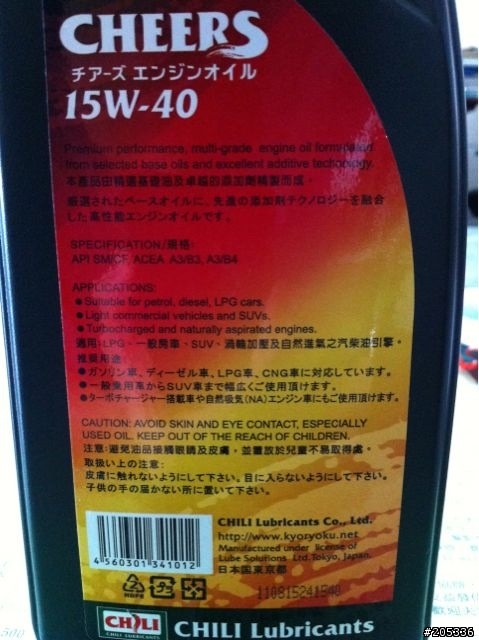 CHEERS
チアーズ エンジンオイル
15W-40
Premium performance, multi-grade engine oil formulated
from selected base oils and excellent additive technology.
本產品由精選基礎油及卓越的添加劑精製而成。
厳選されたベースオイルに、先進の添加剤テクノロジーを融合
した高性能エンジンオイルです。
SPECIFICATION/規格:
API SM/CF, ACEA A3/B3, A3/B4
APPLICATIONS:
● Suitable for petrol, diesel, LPG cars.
● Light commercial vehicles and SUVs.
● Turbocharged and naturally aspirated engines.
適用:LPG、一般房車、SUV、渦輪加壓及自然進氣之汽柴油引擎。
推奨用途:
● ガソリン車、ディーゼル車、LPG車、CNG車に対応しています。
● 一般乗用車からSUV車まで幅広くご使用頂けます。
● ターボチャージャー搭載車や自然吸気(NA)エンジン車にもご使用頂けます。
CAUTION: AVOID SKIN AND EYE CONTACT, ESPECIALLY
USED OIL. KEEP OUT OF THE REACH OF CHILDREN.
注意:避免油品接觸眼睛及皮膚，並置放於兒童不易取得處。
取扱い上の注意:
皮膚に触れないようにして下さい。目に入らないようにして下さい。
子供の手の届かない所に置いて下さい。
CHILI Lubricants Co., Ltd.
http://www.kyoryoku.net
Manufactured under license of
Lube Solutions Ltd. Tokyo, Japan.
日本国東京都
4 560301 341012
HDPE
110815241540
CHILI
CHILI LUBRICANTS
CHILI Lubricants
#205336